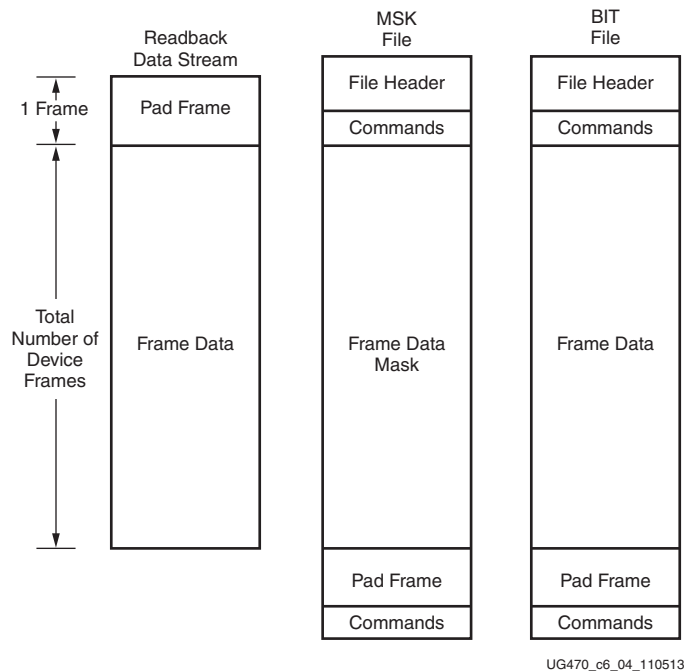 Readback
Data Stream
MSK
File
BIT
File
1 Frame
Pad Frame
File Header
File Header
Commands
Commands
Total
Number of
Device
Frames
Frame Data
Frame Data
Mask
Frame Data
Pad Frame
Pad Frame
Commands
Commands
UG470_c6_04_110513